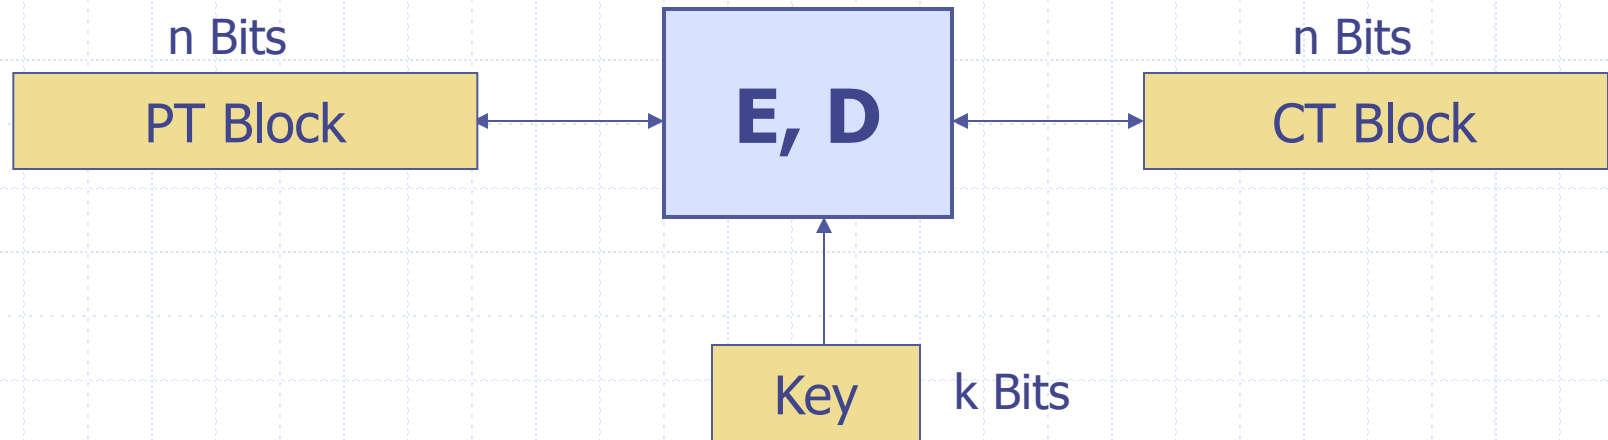 n Bits
n Bits
PT Block
E, D
CT Block
Key
k Bits